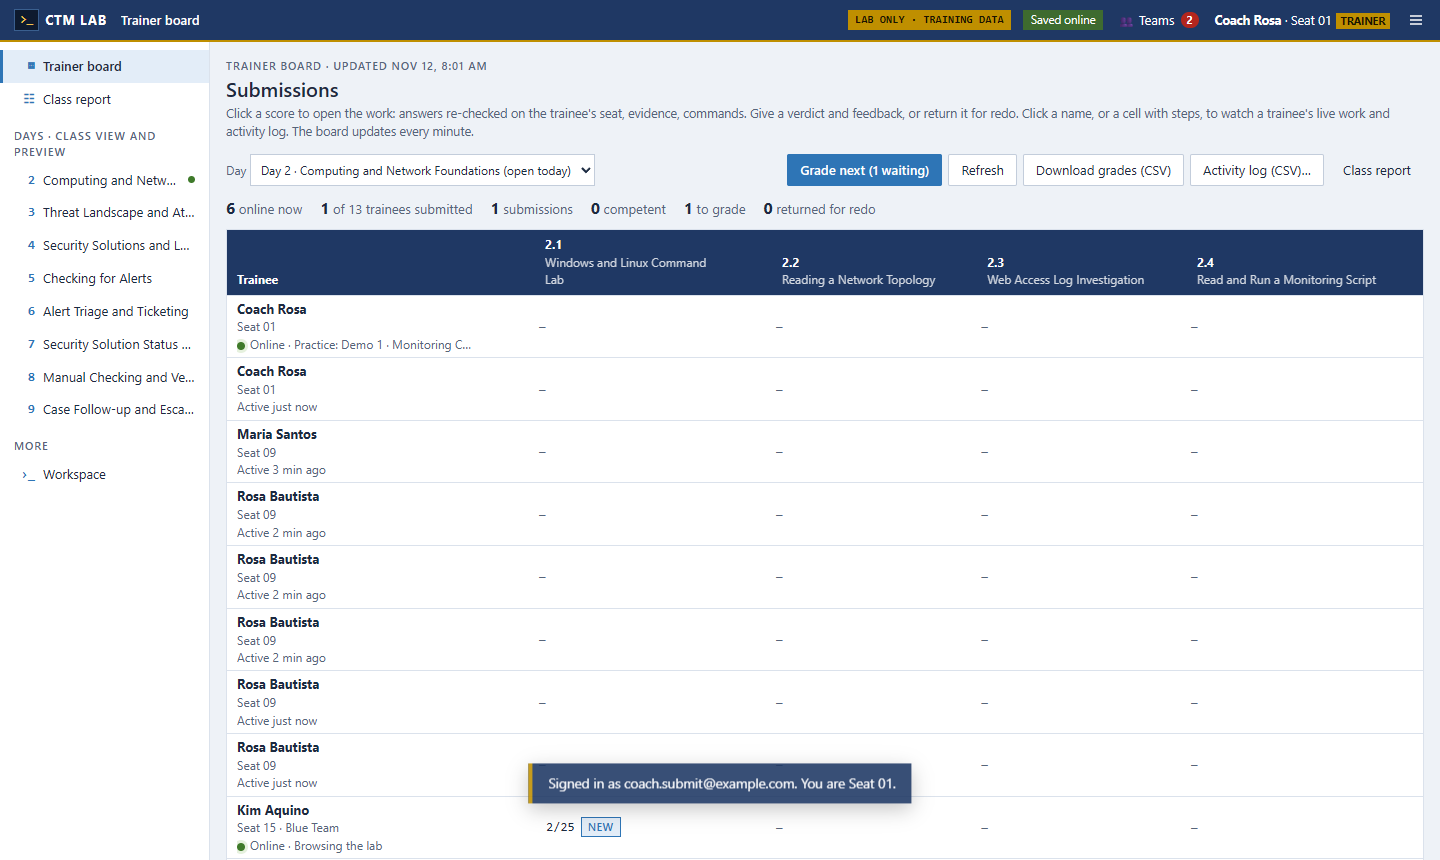 >_ CTM LAB Trainer board LAB ONLY · TRAINING DATA Saved online Teams 2 Coach Rosa · Seat 01 TRAINER
Trainer board
Class report
DAYS · CLASS VIEW AND
PREVIEW
2 Computing and Netw...
3 Threat Landscape and At...
4 Security Solutions and L...
5 Checking for Alerts
6 Alert Triage and Ticketing
7 Security Solution Status ...
8 Manual Checking and Ve...
9 Case Follow-up and Esca...
MORE
>_ Workspace
TRAINER BOARD · UPDATED NOV 12, 8:01 AM
Submissions
Click a score to open the work: answers re-checked on the trainee's seat, evidence, commands. Give a verdict and feedback, or return it for redo. Click a name, or a cell with steps, to watch a trainee's live work and
activity log. The board updates every minute.
Day Day 2 · Computing and Network Foundations (open today) Grade next (1 waiting) Refresh Download grades (CSV) Activity log (CSV)... Class report
6 online now 1 of 13 trainees submitted 1 submissions 0 competent 1 to grade 0 returned for redo
Trainee
2.1
Windows and Linux Command
Lab
2.2
Reading a Network Topology
2.3
Web Access Log Investigation
2.4
Read and Run a Monitoring Script
Coach Rosa
Seat 01 – – – –
Online · Practice: Demo 1 · Monitoring C...
Coach Rosa
Seat 01 – – – –
Active just now
Maria Santos
Seat 09 – – – –
Active 3 min ago
Rosa Bautista
Seat 09 – – – –
Active 2 min ago
Rosa Bautista
Seat 09 – – – –
Active 2 min ago
Rosa Bautista
Seat 09 – – – –
Active 2 min ago
Rosa Bautista
Seat 09 – – – –
Active just now
Rosa Bautista
Seat 09 – – –
Active just now
Signed in as coach.submit@example.com. You are Seat 01.
Kim Aquino
Seat 15 · Blue Team 2/25 NEW – – –
Online · Browsing the lab